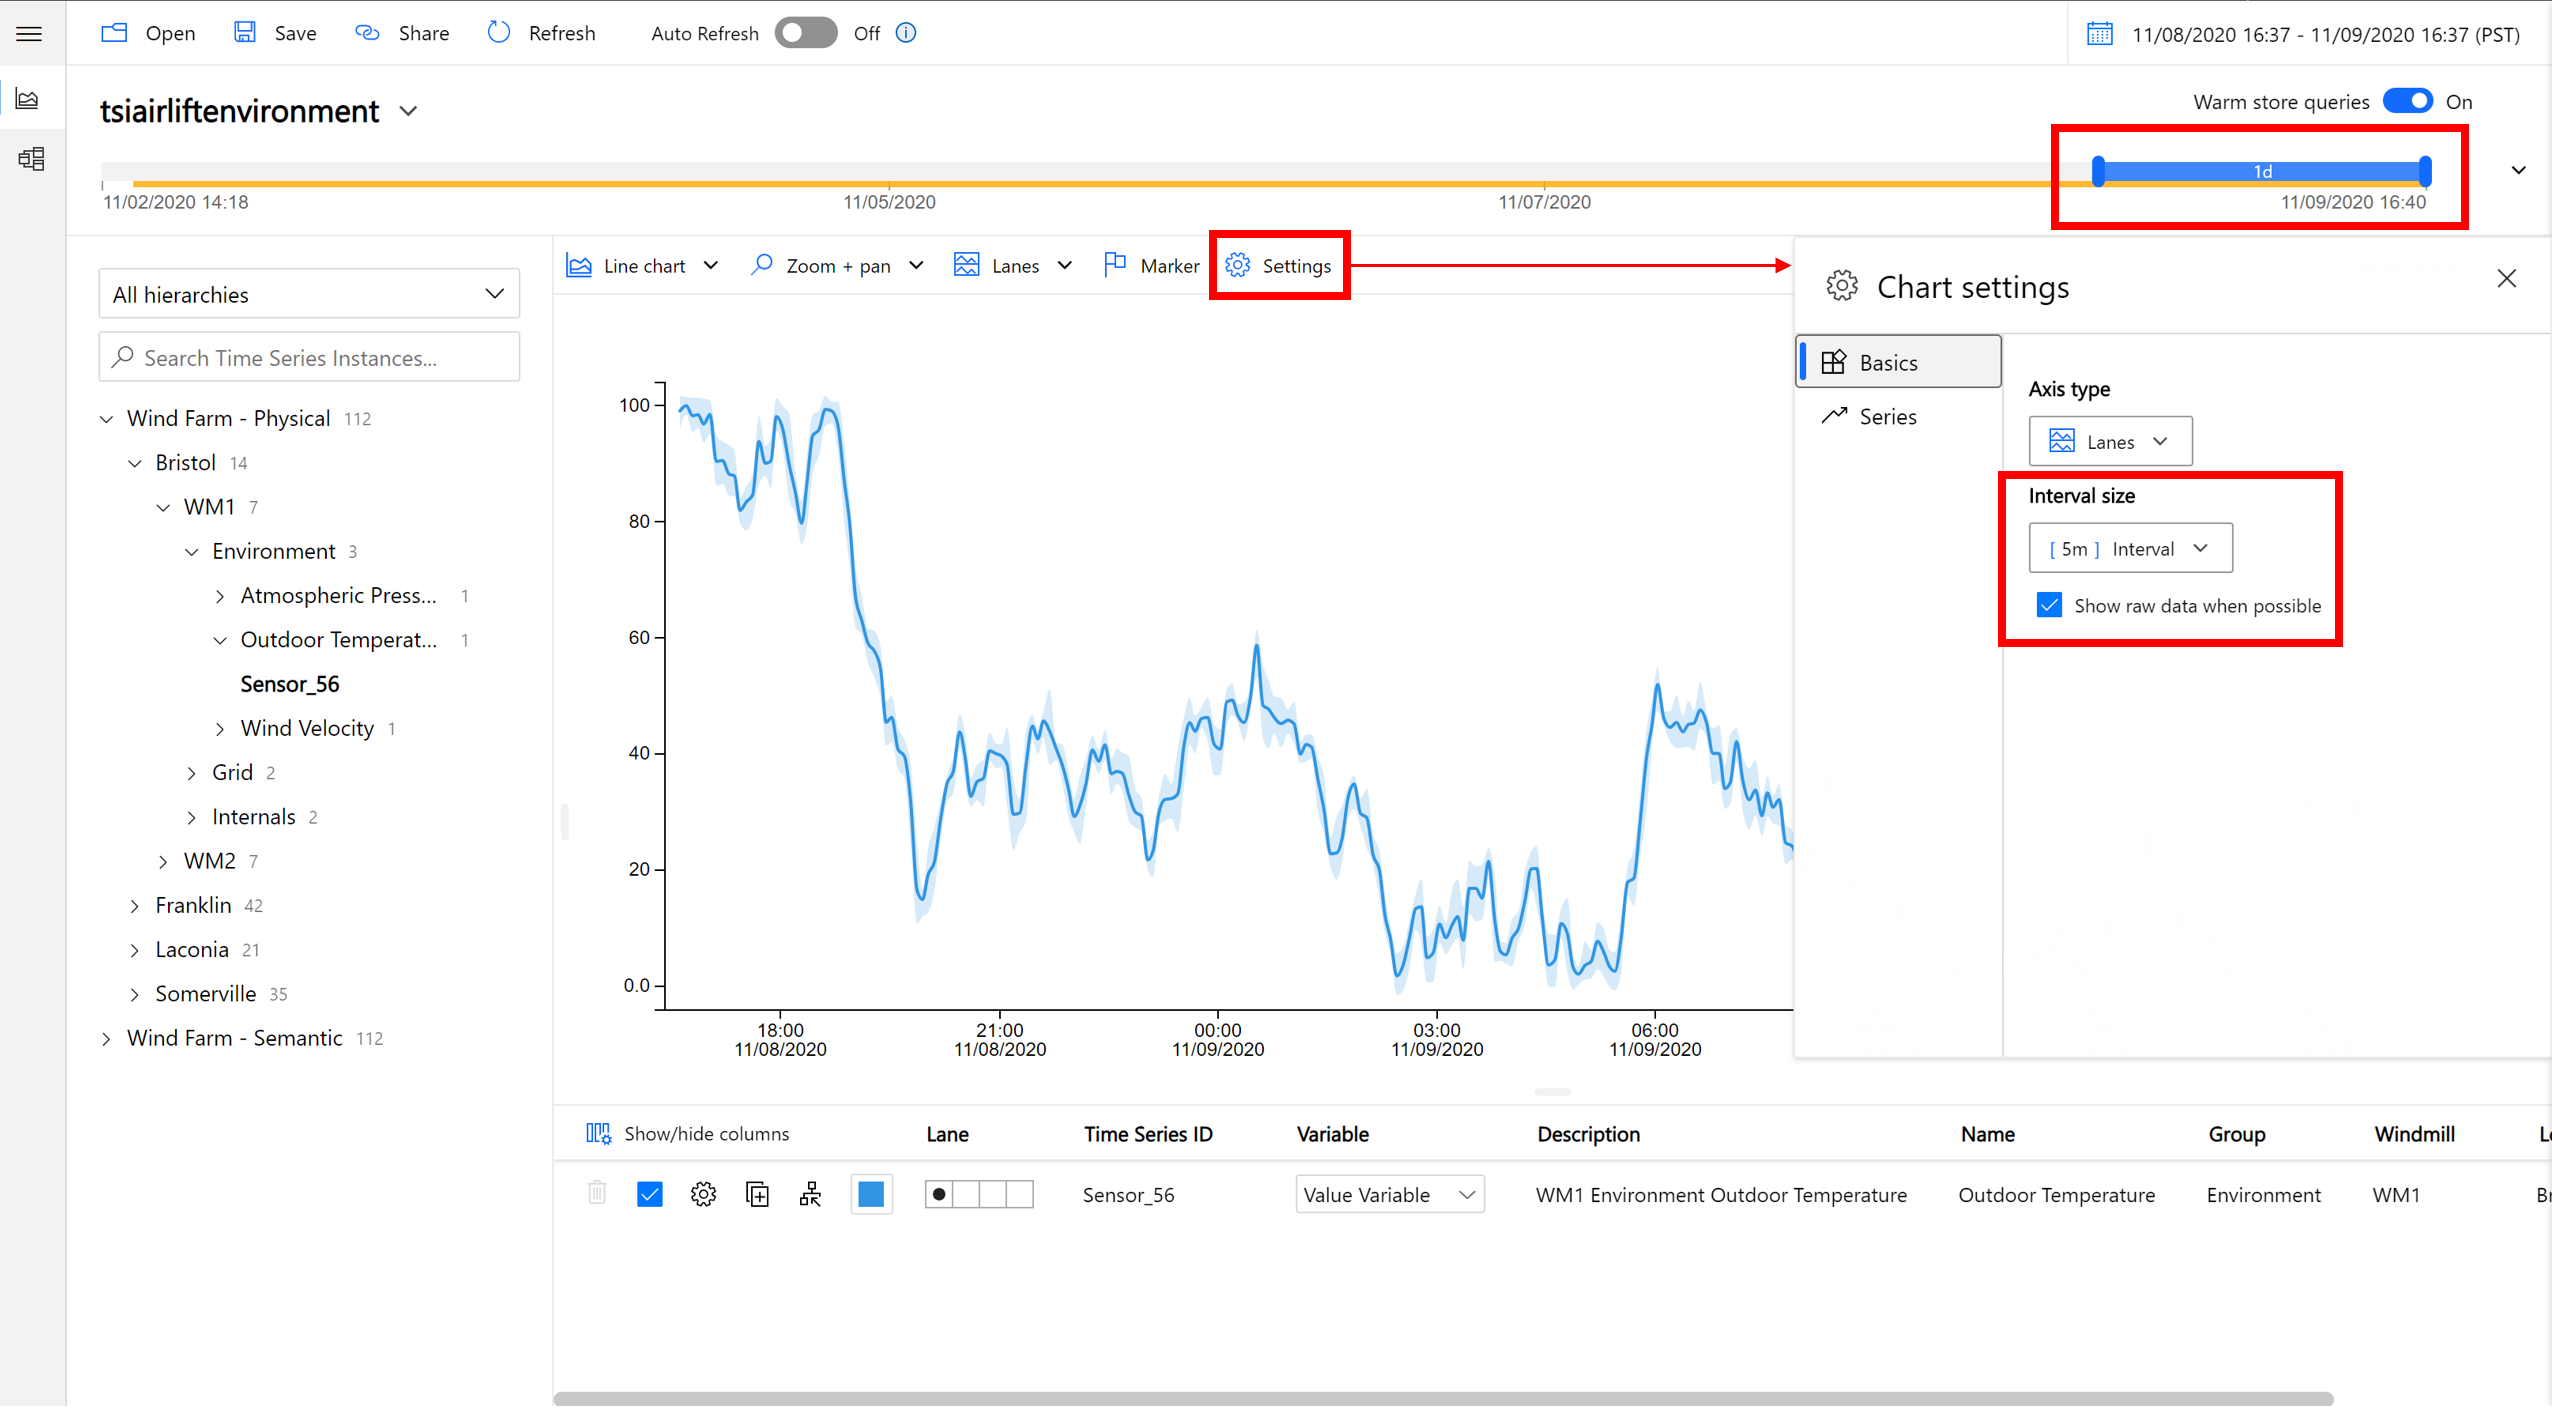 Open Save Share Refresh Auto Refresh Off 11/08/2020 16:37 - 11/09/2020 16:37 (PST)
tsiairliftenvironment
Warm store queries On
1d
11/02/2020 14:18 11/05/2020 11/07/2020 11/09/2020 16:40
All hierarchies
Search Time Series Instances...
Wind Farm - Physical 112
Bristol 14
WM1 7
Environment 3
Atmospheric Press... 1
Outdoor Temperat... 1
Sensor_56
Wind Velocity 1
Grid 2
Internals 2
WM2 7
Franklin 42
Laconia 21
Somerville 35
Wind Farm - Semantic 112
Line chart Zoom + pan Lanes Marker Settings
100
80
60
40
20
0.0
18:00 21:00 00:00 03:00 06:00
11/08/2020 11/08/2020 11/09/2020 11/09/2020 11/09/2020
Chart settings
Basics
Series
Axis type
Lanes
Interval size
[ 5m ] Interval
Show raw data when possible
Show/hide columns Lane Time Series ID Variable Description Name Group Windmill
Sensor_56 Value Variable WM1 Environment Outdoor Temperature Outdoor Temperature Environment WM1